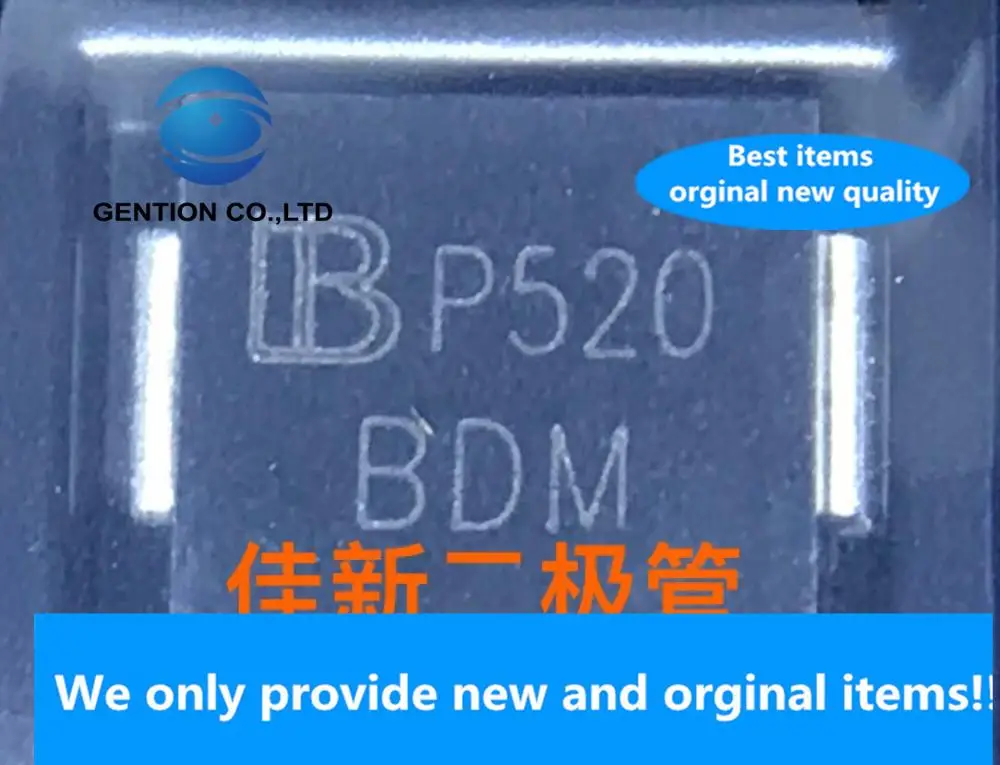 GENTION CO.,LTD
Best items
orginal new quality
B P520
BDM
佳新二极管
We only provide new and orginal items!!